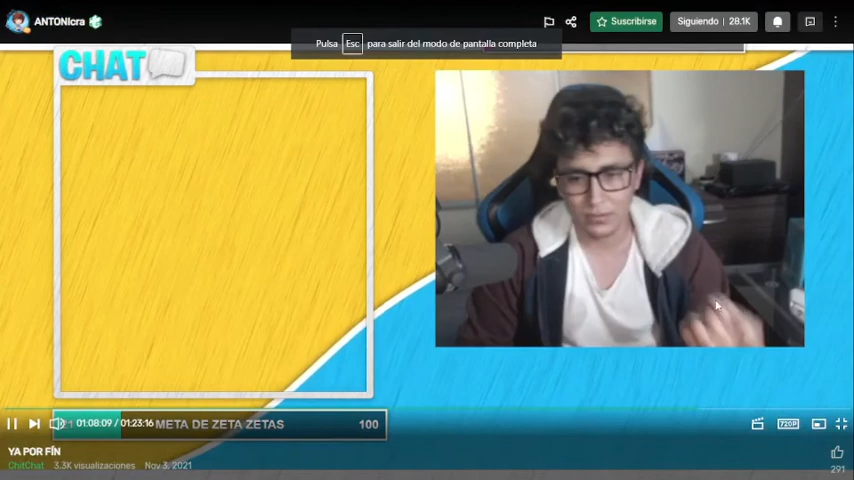 ANTONIcra
Suscribirse
Siguiendo | 28.1K
Pulsa Esc para salir del modo de pantalla completa
CHAT
01:08:09 / 01:23:16
META DE ZETA ZETAS
100
720P
YA POR FÍN
ChitChat 3.3K visualizaciones Nov 3, 2021
291